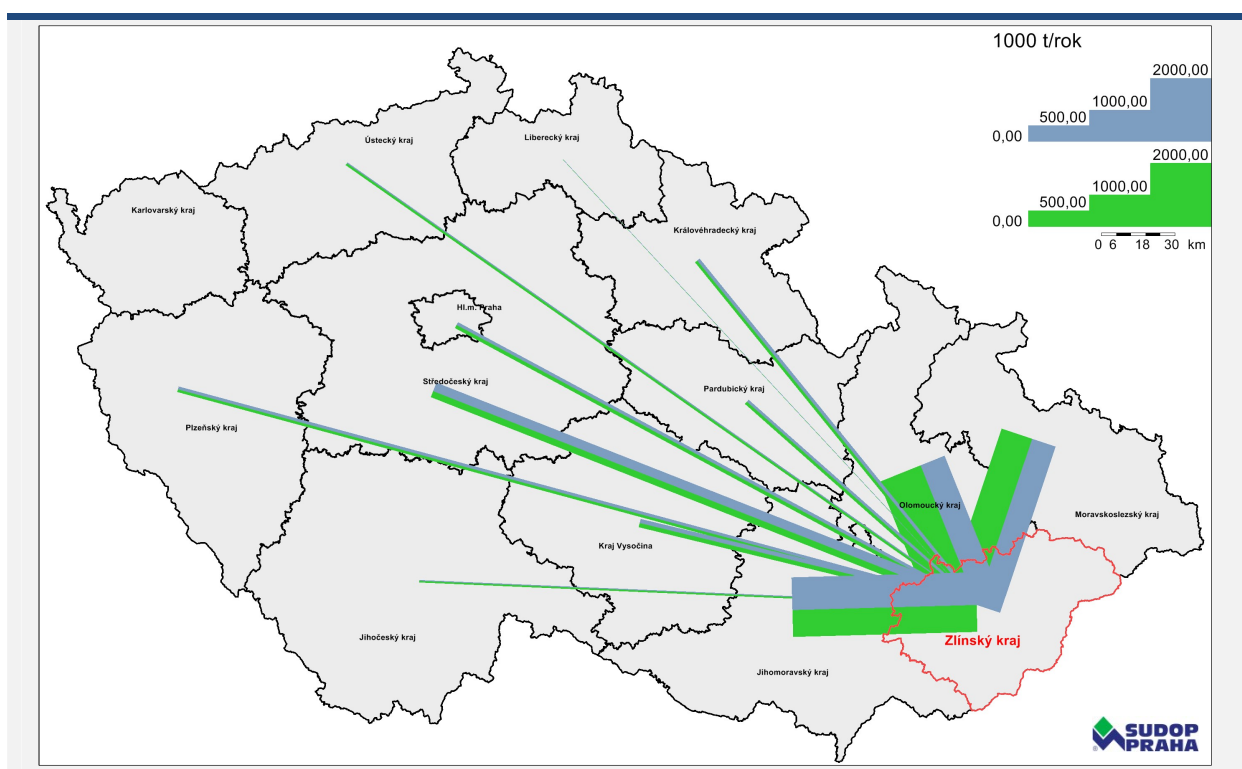 1000 t/rok
2000,00
1000,00
500,00
0,00
2000,00
1000,00
500,00
0,00
0 6 18 30 km
Ústecký kraj
Liberecký kraj
Karlovarský kraj
Královéhradecký kraj
Hl.m. Praha
Středočeský kraj
Pardubický kraj
Plzeňský kraj
Olomoucký kraj
Moravskoslezský kraj
Kraj Vysočina
Jihočeský kraj
Zlínský kraj
Jihomoravský kraj
SUDOP
PRAHA
®